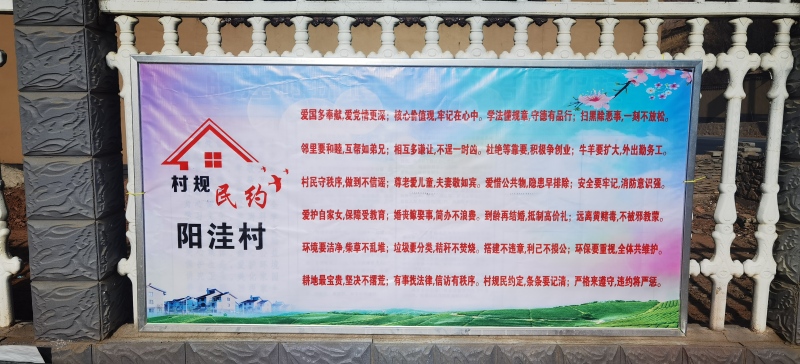 村规民约
阳洼村
爱国多奉献,爱党情更深；核心价值观,牢记在心中。学法懂规章,守德有品行；扫黑除恶事,一刻不放松。
邻里要和睦,互帮如弟兄；相互多谦让,不逞一时凶。杜绝等靠要,积极争创业；牛羊要扩大,外出勤务工。
村民守秩序,做到不信谣；尊老爱儿童,夫妻敬如宾。爱惜公共物,隐患早排除；安全要牢记,消防意识强。
爱护自家女,保障受教育；婚丧嫁娶事,简办不浪费。到龄再结婚,抵制高价礼；远离黄赌毒,不被邪教蒙。
环境要洁净,柴草不乱堆；垃圾要分类,秸秆不焚烧。搭建不违章,利己不损公；环保要重视,全体共维护。
耕地最宝贵,坚决不撂荒；有事找法律,信访有秩序。村规民约定,条条要记清；严格来遵守,违约将严惩。